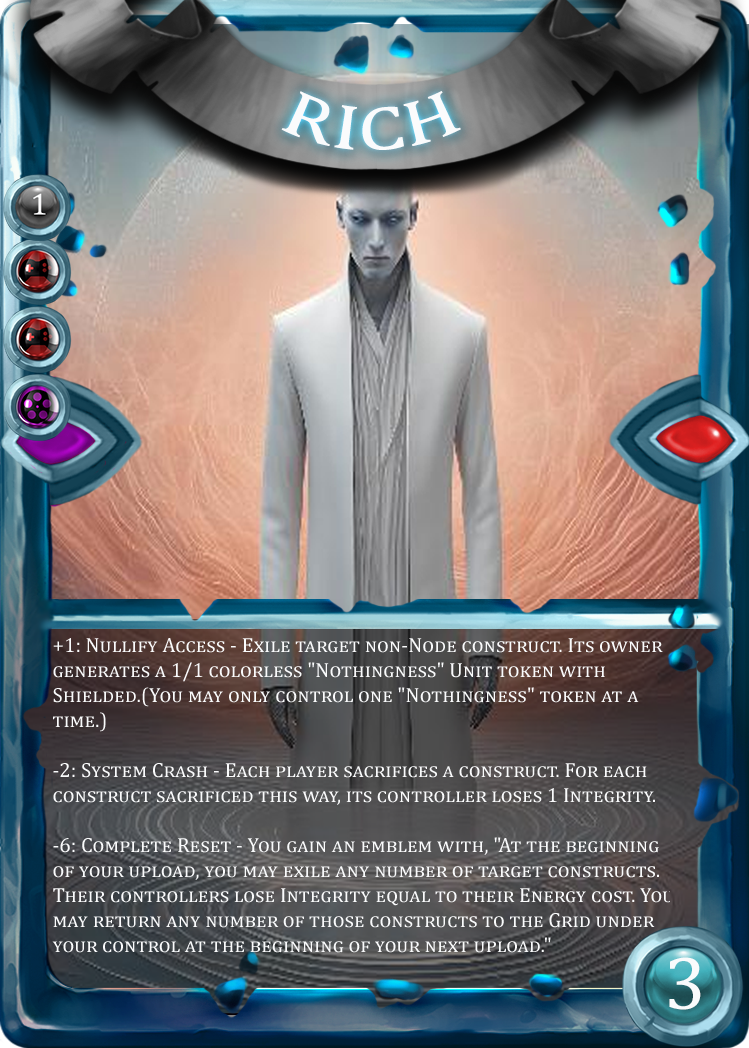 RICH
1
+1: Nullify Access - Exile target non-Node construct. Its owner
generates a 1/1 colorless "Nothingness" Unit token with
Shielded.(You may only control one "Nothingness" token at a
time.)
-2: System Crash - Each player sacrifices a construct. For each
construct sacrificed this way, its controller loses 1 Integrity.
-6: Complete Reset - You gain an emblem with, "At the beginning
of your upload, you may exile any number of target constructs.
Their controllers lose Integrity equal to their Energy cost. You
may return any number of those constructs to the Grid under
your control at the beginning of your next upload."
3